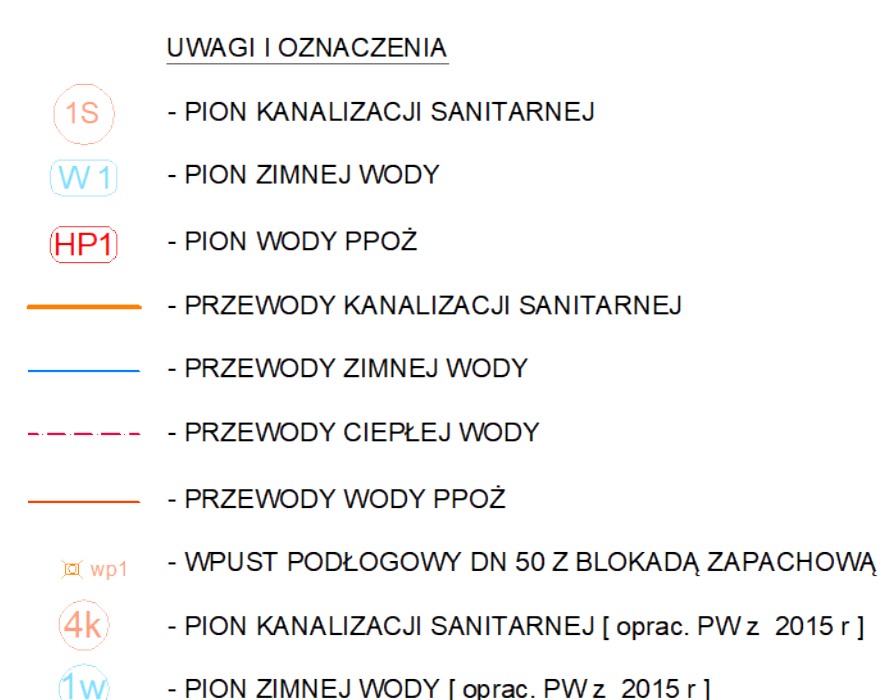 UWAGI I OZNACZENIA
1S - PION KANALIZACJI SANITARNEJ
W 1 - PION ZIMNEJ WODY
HP1 - PION WODY PPOŻ
- PRZEWODY KANALIZACJI SANITARNEJ
- PRZEWODY ZIMNEJ WODY
- PRZEWODY CIEPŁEJ WODY
- PRZEWODY WODY PPOŻ
wp1 - WPUST PODŁOGOWY DN 50 Z BLOKADĄ ZAPACHOWĄ
4k - PION KANALIZACJI SANITARNEJ [ oprac. PW z 2015 r ]
1w - PION ZIMNEJ WODY [ oprac. PW z 2015 r ]